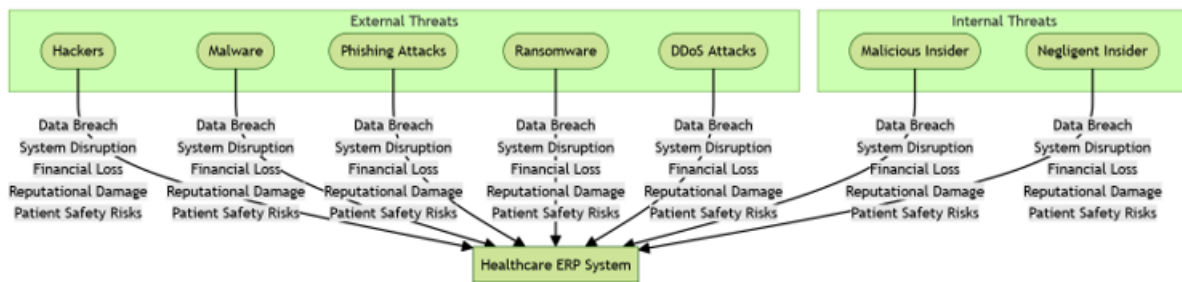 External Threats
Internal Threats
Hackers
Malware
Phishing Attacks
Ransomware
DDoS Attacks
Malicious Insider
Negligent Insider
Data Breach
System Disruption
Financial Loss
Reputational Damage
Patient Safety Risks
Data Breach
System Disruption
Financial Loss
Reputational Damage
Patient Safety Risks
Data Breach
System Disruption
Financial Loss
Reputational Damage
Patient Safety Risks
Data Breach
System Disruption
Financial Loss
Reputational Damage
Patient Safety Risks
Data Breach
System Disruption
Financial Loss
Reputational Damage
Patient Safety Risks
Data Breach
System Disruption
Financial Loss
Reputational Damage
Patient Safety Risks
Data Breach
System Disruption
Financial Loss
Reputational Damage
Patient Safety Risks
Healthcare ERP System